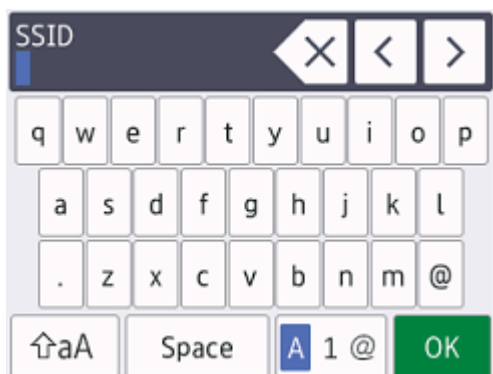 SSID
q w e r t y u i o p
a s d f g h j k l
. z x c v b n m @
⇧aA Space A 1 @ OK